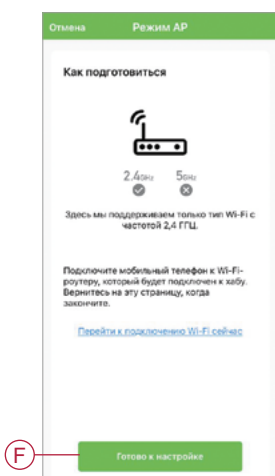 Отмена Режим AP
Как подготовиться
2.4GHz 5GHz
Здесь мы поддерживаем только тип Wi-Fi с
частотой 2,4 ГГЦ.
Подключите мобильный телефон к Wi-Fi-
роутеру, который будет подключен к хабу.
Вернитесь на эту страницу, когда
закончите.
Перейти к подключению Wi-Fi сейчас
F Готово к настройке